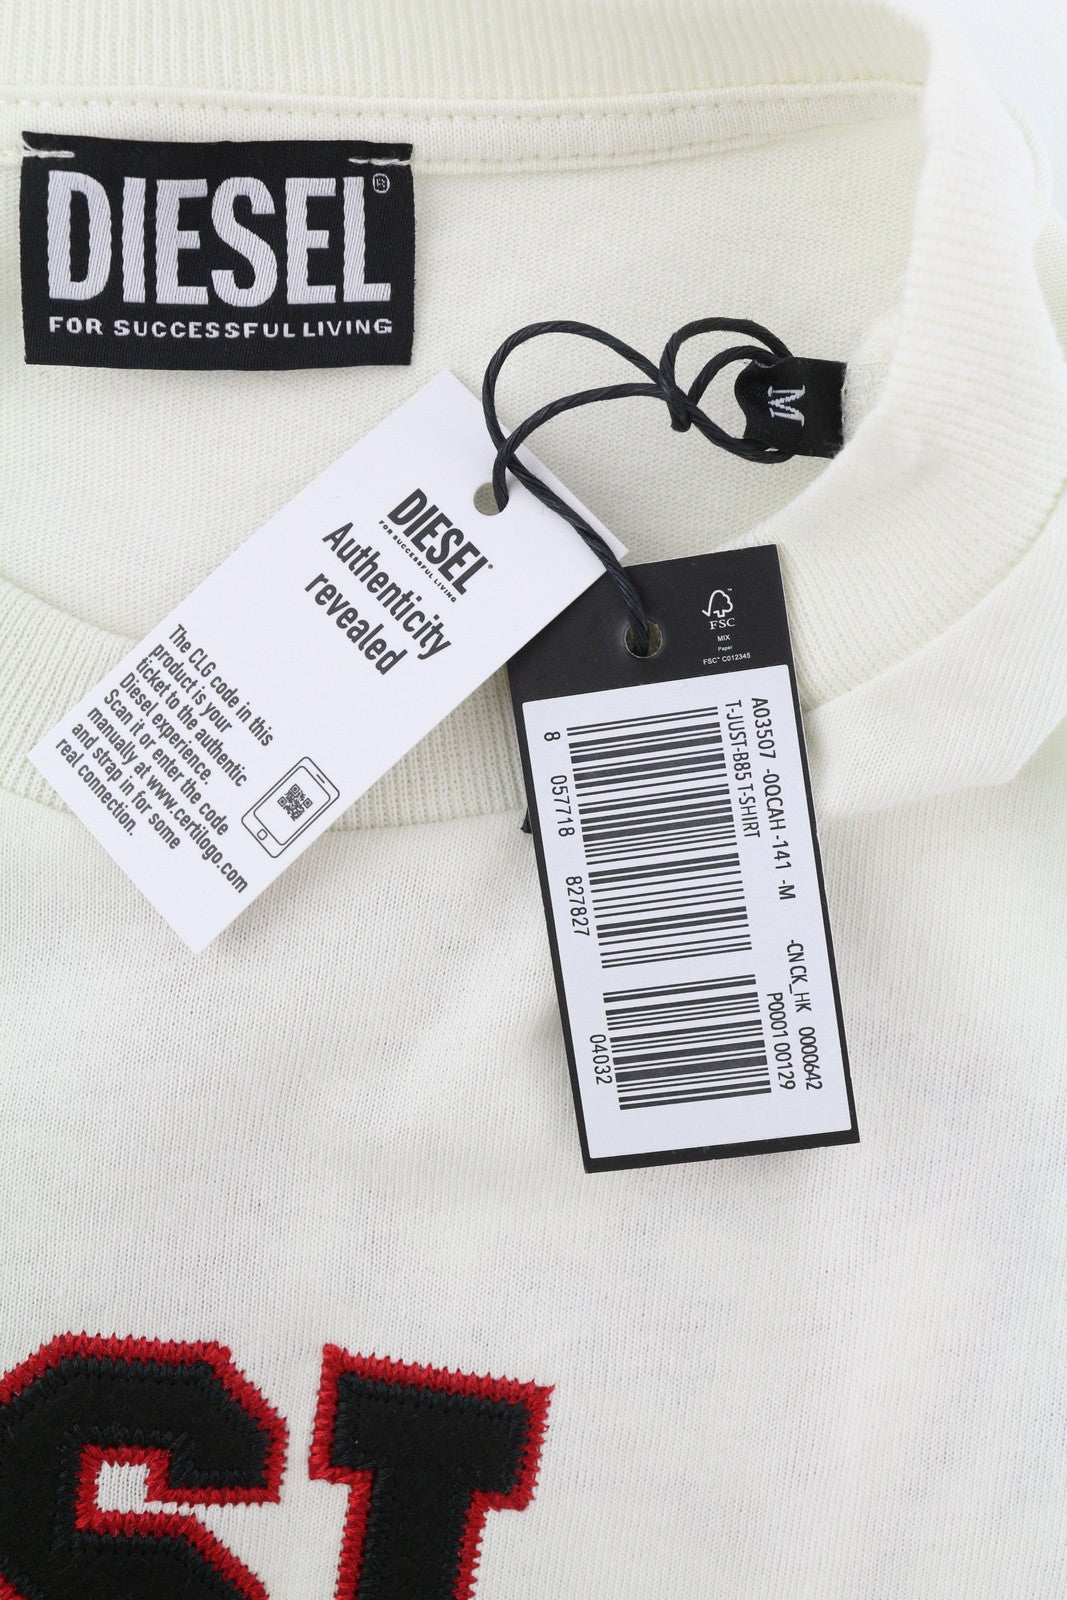 DIESEL®
FOR SUCCESSFUL LIVING
M
DIESEL®
FOR SUCCESSFUL LIVING
Authenticity
revealed
The CLG code in this
product is your
ticket to the authentic
Diesel experience.
Scan it or enter the code
manually at www.certilogo.com
and strap in for some
real connection.
FSC
MIX
Paper
FSC™ C012345
A03507 -00CAH -141 -M
T-JUST-B85 T-SHIRT
-CN CK_HK 0000642
P0001 00129
8 057718 827827
04032